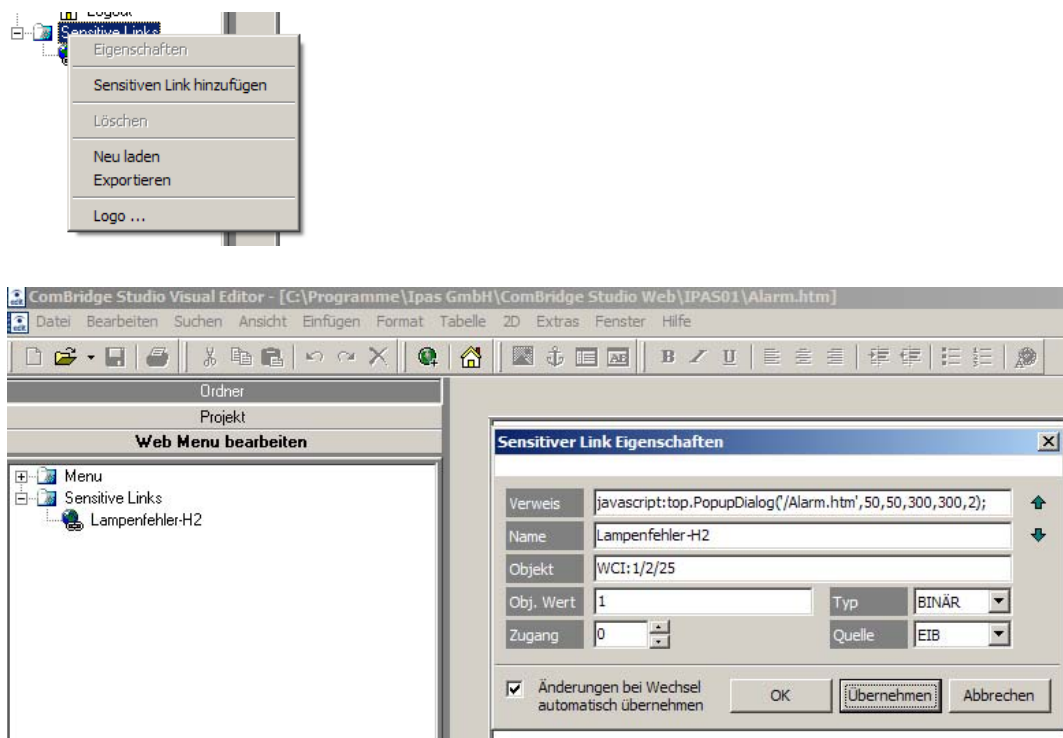 Logout
Sensitive Links
Eigenschaften
Sensitiven Link hinzufügen
Löschen
Neu laden
Exportieren
Logo ...
ComBridge Studio Visual Editor - [C:\Programme\Ipas GmbH\ComBridge Studio Web\IPAS01\Alarm.htm]
Datei Bearbeiten Suchen Ansicht Einfügen Format Tabelle 2D Extras Fenster Hilfe
B I U
Ordner
Projekt
Web Menu bearbeiten
Menu
Sensitive Links
Lampenfehler-H2
Sensitiver Link Eigenschaften
Verweis javascript:top.PopupDialog('/Alarm.htm',50,50,300,300,2);
Name Lampenfehler-H2
Objekt WCI:1/2/25
Obj. Wert 1 Typ BINÄR
Zugang 0 Quelle EIB
Änderungen bei Wechsel
automatisch übernehmen
OK Übernehmen Abbrechen